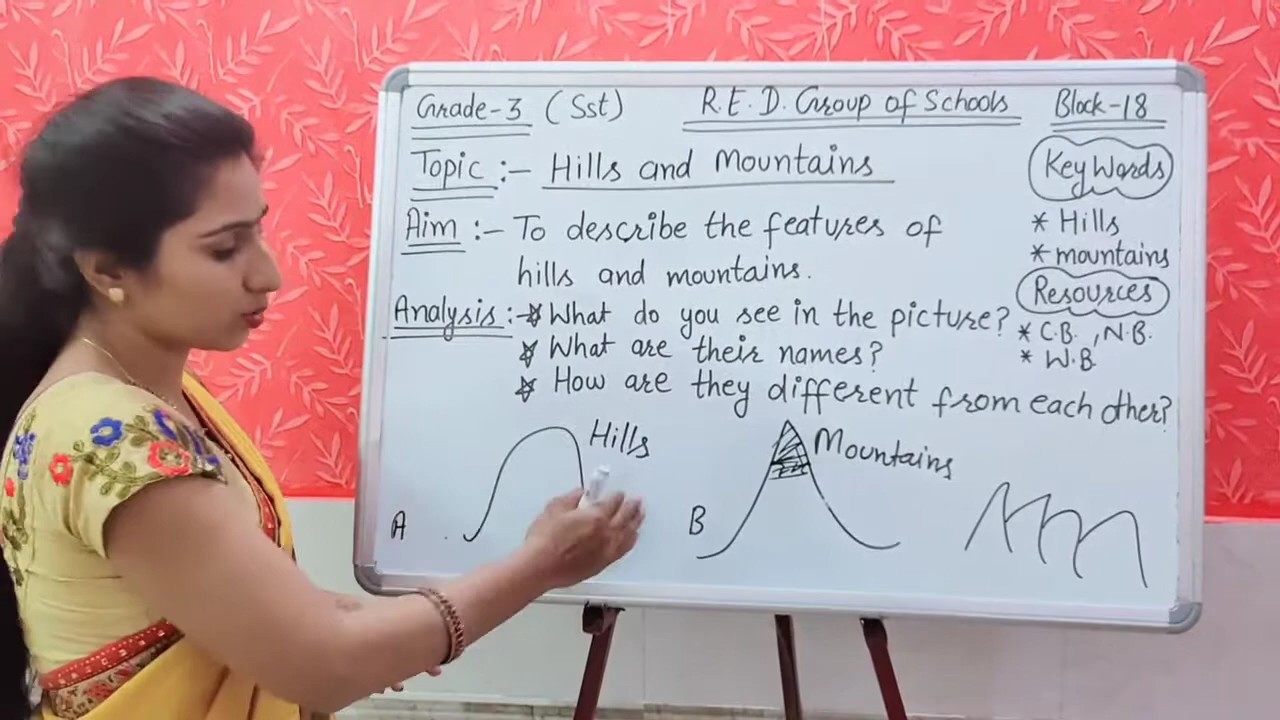 Grade-3 (Sst) R.E.D. Group of Schools Block-18
Topic :- Hills and Mountains
Key Words
Aim :- To describe the features of
* Hills
hills and mountains.
* mountains
Resources
Analysis :- * What do you see in the picture?
* C.B., N.B.
* What are their names?
* W.B.
* How are they different from each other?
Hills
Mountains
A
B